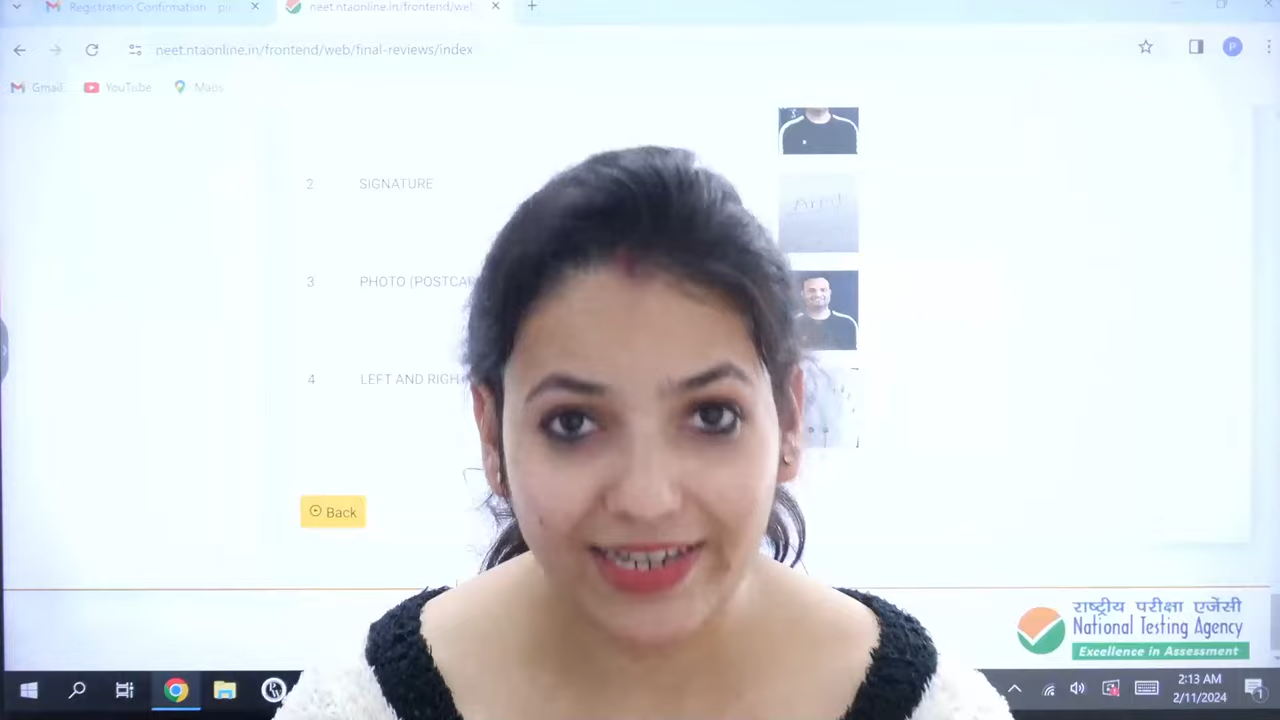 Registration Confirmation
neet.ntaonline.in/frontend/web
neet.ntaonline.in/frontend/web/final-reviews/index
P
Gmail
YouTube
Maps
2 SIGNATURE
3 PHOTO (POSTCAR
4 LEFT AND RIGH
Back
राष्ट्रीय परीक्षा एजेंसी
National Testing Agency
Excellence in Assessment
2:13 AM
2/11/2024
1